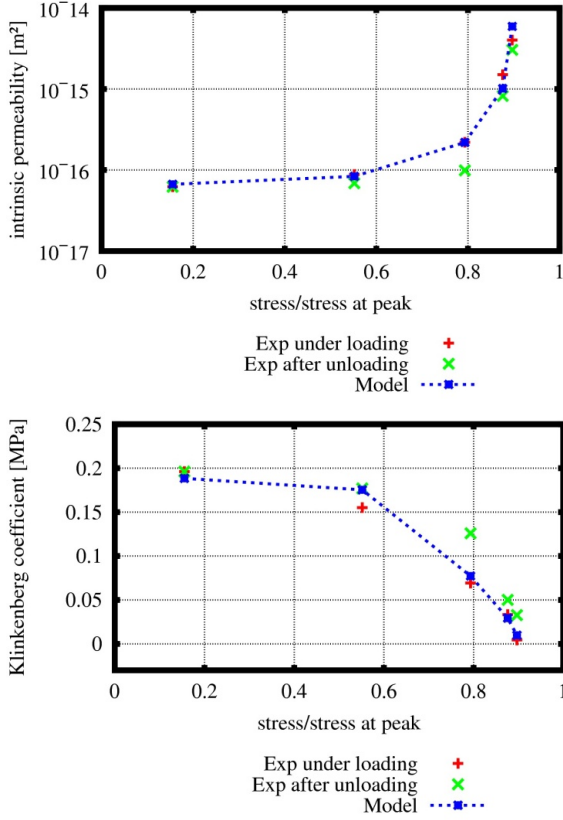 intrinsic permeability [m²]
10⁻¹⁴
10⁻¹⁵
10⁻¹⁶
10⁻¹⁷
0 0.2 0.4 0.6 0.8 1
stress/stress at peak
Exp under loading
Exp after unloading
Model
Klinkenberg coefficient [MPa]
0.25
0.2
0.15
0.1
0.05
0
0 0.2 0.4 0.6 0.8 1
stress/stress at peak
Exp under loading
Exp after unloading
Model